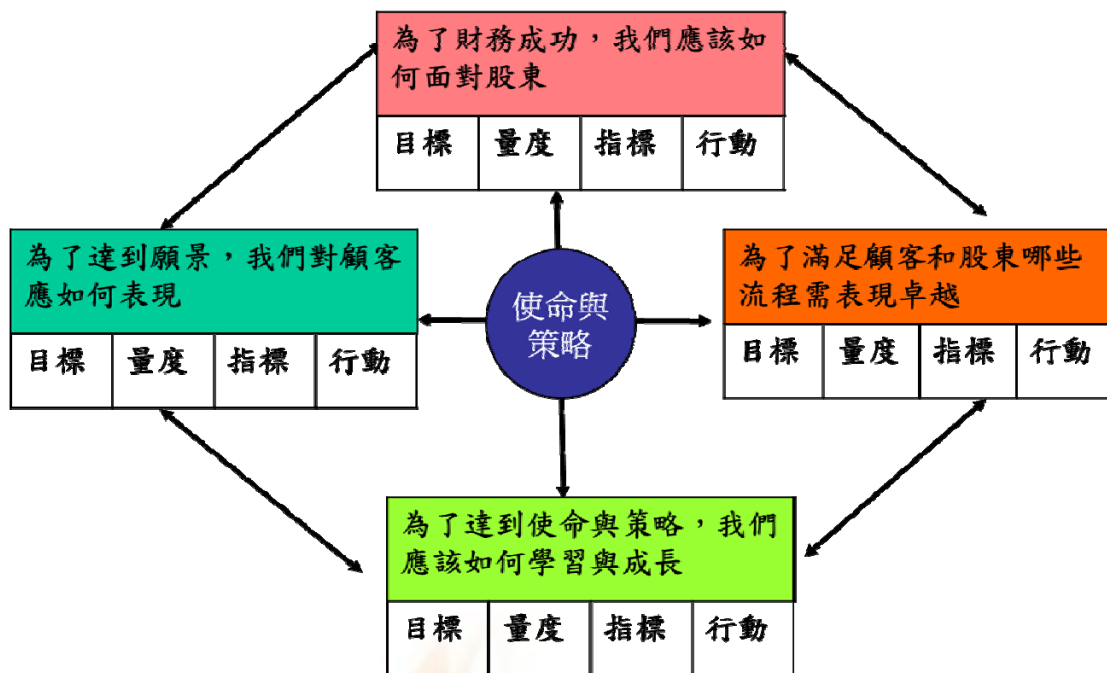 為了財務成功，我們應該如
何面對股東
目標 量度 指標 行動
為了達到願景，我們對顧客
應如何表現
目標 量度 指標 行動
使命與
策略
為了滿足顧客和股東哪些
流程需表現卓越
目標 量度 指標 行動
為了達到使命與策略，我們
應該如何學習與成長
目標 量度 指標 行動